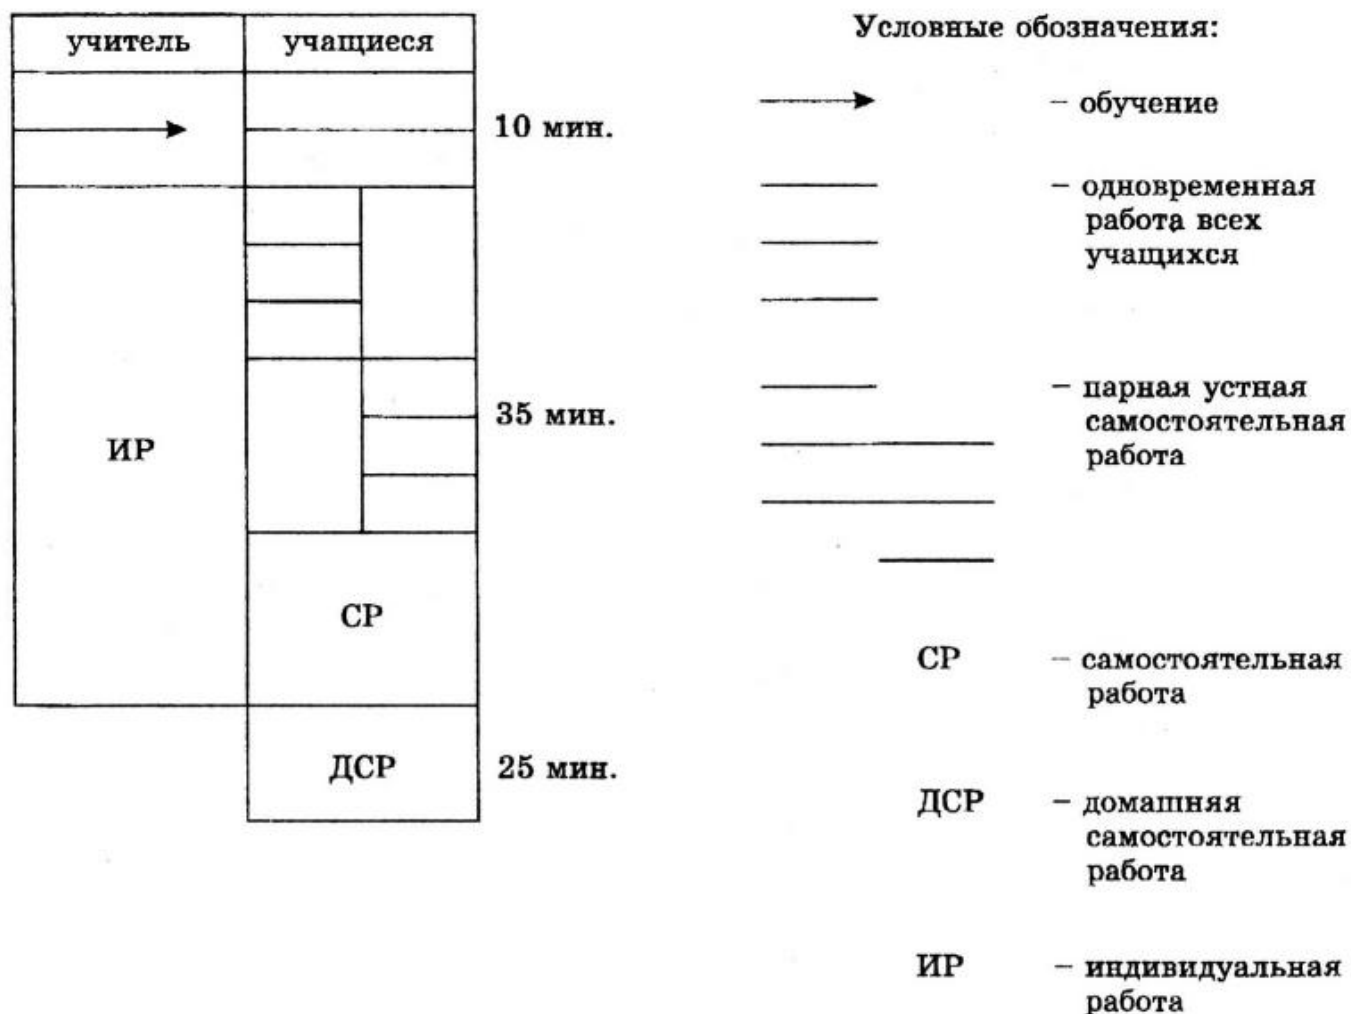 учитель
учащиеся
10 мин.
ИР
35 мин.
СР
ДСР
25 мин.
Условные обозначения:
– обучение
– одновременная
работа всех
учащихся
– парная устная
самостоятельная
работа
СР – самостоятельная
работа
ДСР – домашняя
самостоятельная
работа
ИР – индивидуальная
работа